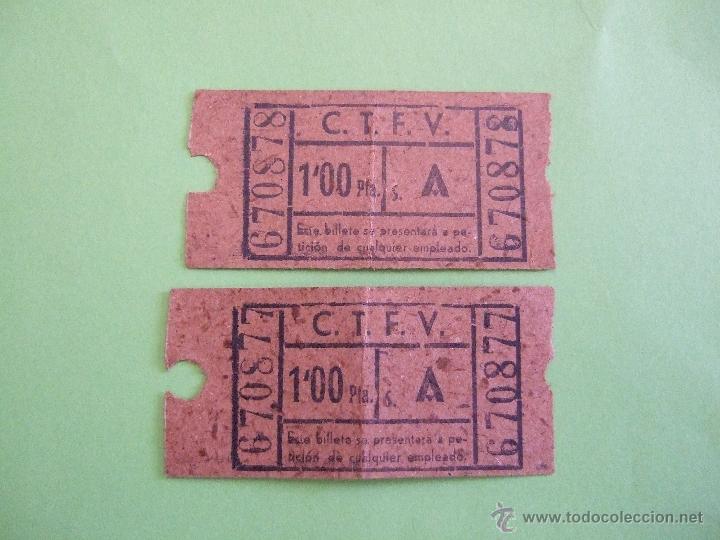 670878
C. T. F. V.
1'00 Pta. s. A
Este billete se presentará a pe-
tición de cualquier empleado.
670878
670877
C. T. F. V.
1'00 Pta. s. A
Este billete se presentará a pe-
tición de cualquier empleado.
670877
© www.todocoleccion.net